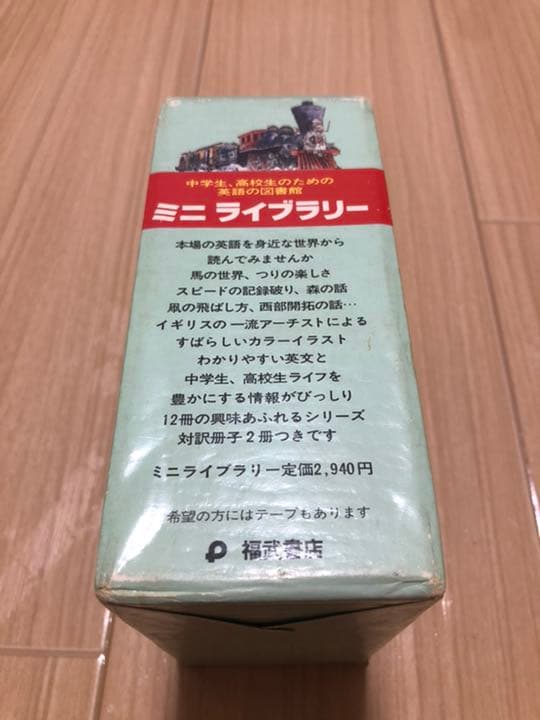 中学生、高校生のための
英語の図書館
ミニ ライブラリー
本場の英語を身近な世界から
読んでみませんか
馬の世界、つりの楽しさ
スピードの記録破り、森の話
凧の飛ばし方、西部開拓の話…
イギリスの一流アーチストによる
すばらしいカラーイラスト
わかりやすい英文と
中学生、高校生ライフを
豊かにする情報がびっしり
12冊の興味あふれるシリーズ
対訳冊子2冊つきです
ミニライブラリー定価2,940円
希望の方にはテープもあります
福武書店